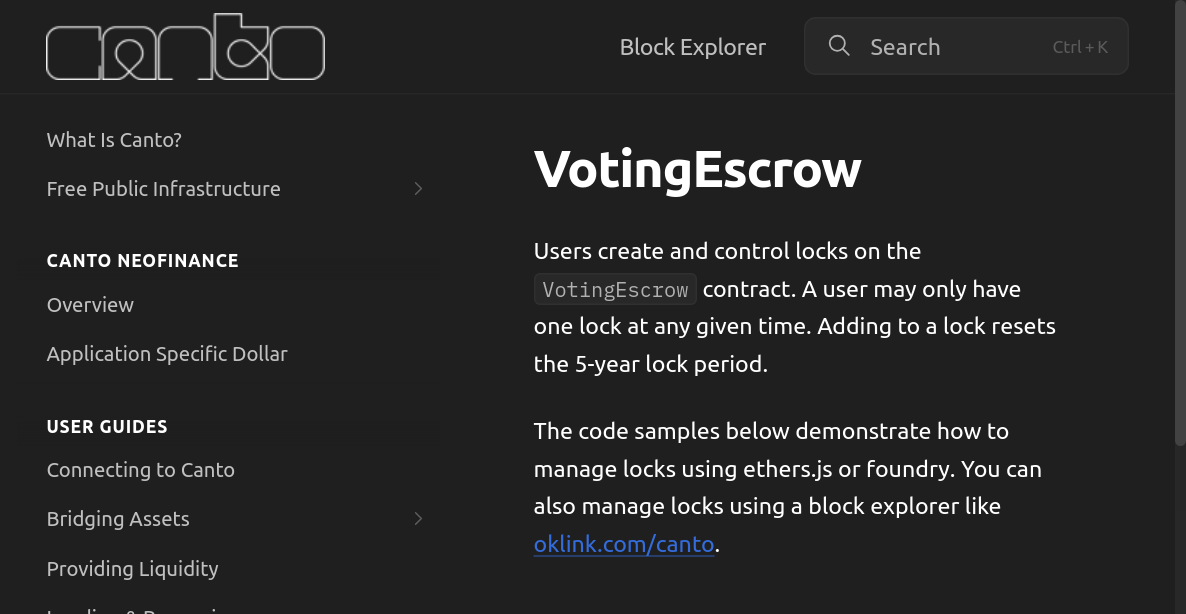 canto
Block Explorer
Search
Ctrl + K
What Is Canto?
Free Public Infrastructure
CANTO NEOFINANCE
Overview
Application Specific Dollar
USER GUIDES
Connecting to Canto
Bridging Assets
Providing Liquidity
VotingEscrow
Users create and control locks on the
VotingEscrow contract. A user may only have
one lock at any given time. Adding to a lock resets
the 5-year lock period.
The code samples below demonstrate how to
manage locks using ethers.js or foundry. You can
also manage locks using a block explorer like
oklink.com/canto.